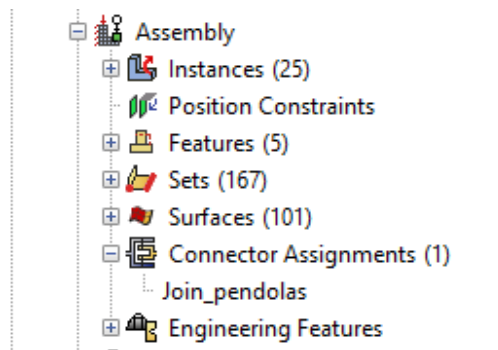 Assembly
Instances (25)
Position Constraints
Features (5)
Sets (167)
Surfaces (101)
Connector Assignments (1)
Join_pendolas
Engineering Features